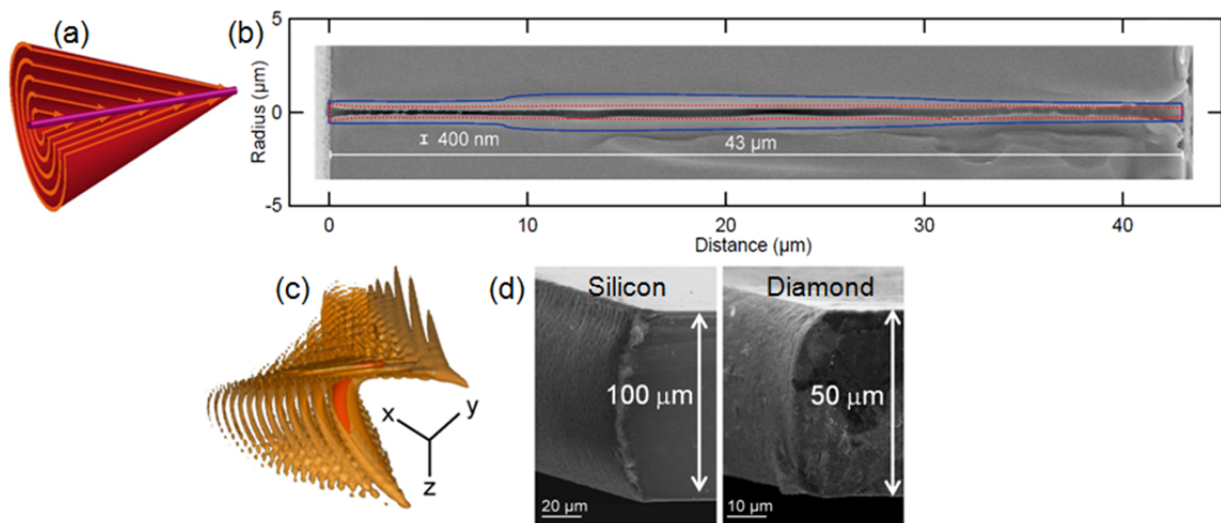 (a)
(b)
5
0
-5
Radius (µm)
400 nm
43 µm
0
10
20
30
40
Distance (µm)
(c)
x
y
z
(d)
Silicon
100 µm
20 µm
Diamond
50 µm
10 µm